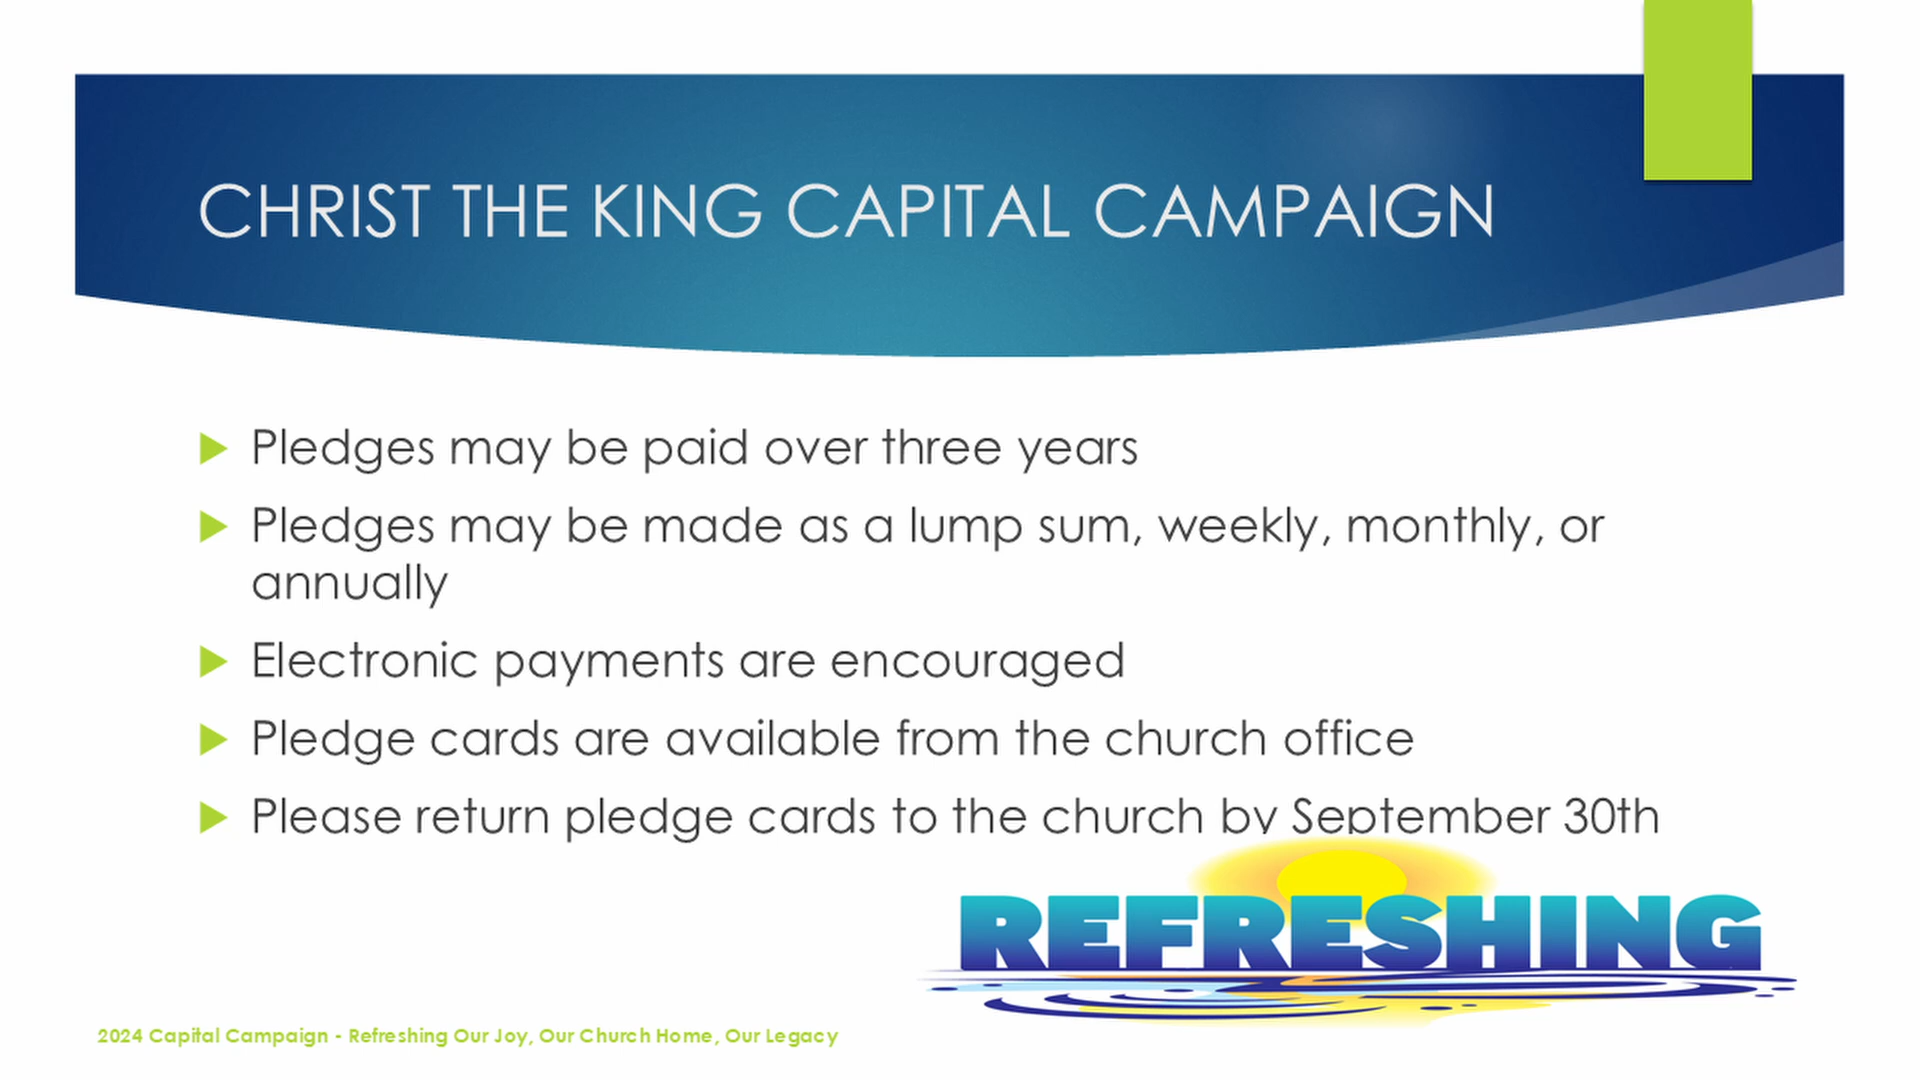 CHRIST THE KING CAPITAL CAMPAIGN
Pledges may be paid over three years
Pledges may be made as a lump sum, weekly, monthly, or
annually
Electronic payments are encouraged
Pledge cards are available from the church office
Please return pledge cards to the church by September 30th
REFRESHING
2024 Capital Campaign - Refreshing Our Joy, Our Church Home, Our Legacy